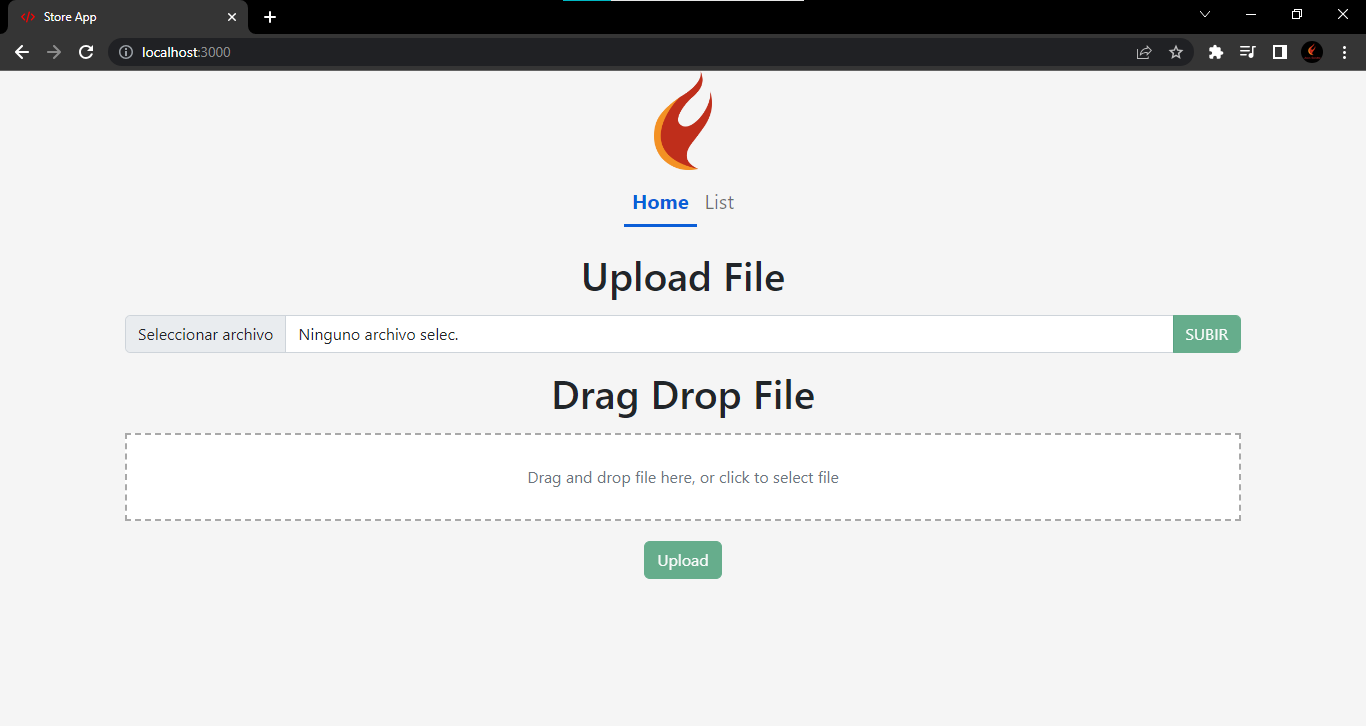 Store App
localhost:3000
Home List
Upload File
Seleccionar archivo Ninguno archivo selec. SUBIR
Drag Drop File
Drag and drop file here, or click to select file
Upload